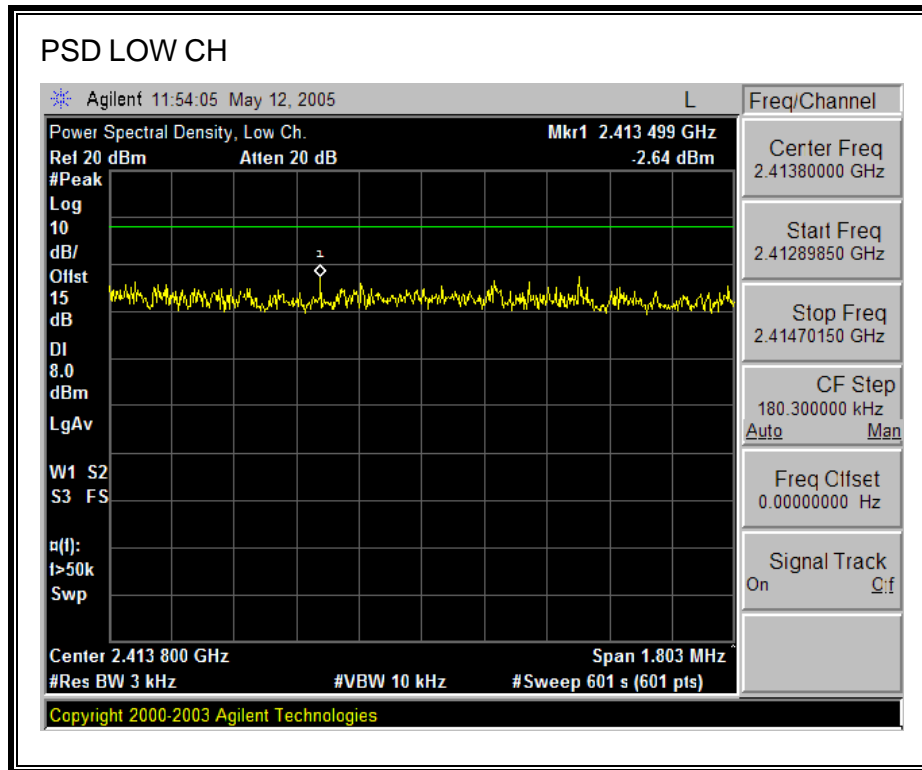 PSD LOW CH
Agilent 11:54:05 May 12, 2005 L
Freq/Channel
Power Spectral Density, Low Ch. Mkr1 2.413 499 GHz
Ref 20 dBm Atten 20 dB -2.64 dBm
#Peak
Log
10
dB/
Offst
15
dB
DI
8.0
dBm
LgAv
W1 S2
S3 FS
¤(f):
f>50k
Swp
1
Center 2.413 800 GHz Span 1.803 MHz^
#Res BW 3 kHz #VBW 10 kHz #Sweep 601 s (601 pts)
Center Freq
2.41380000 GHz
Start Freq
2.41289850 GHz
Stop Freq
2.41470150 GHz
CF Step
180.300000 kHz
Auto Man
Freq Offset
0.00000000 Hz
Signal Track
On Off
Copyright 2000-2003 Agilent Technologies